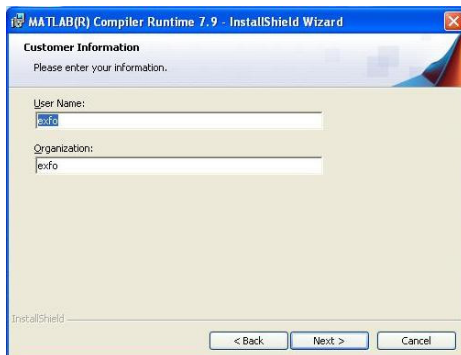 MATLAB(R) Compiler Runtime 7.9 - InstallShield Wizard
Customer Information
Please enter your information.
User Name:
exfo
Organization:
exfo
InstallShield
< Back Next > Cancel